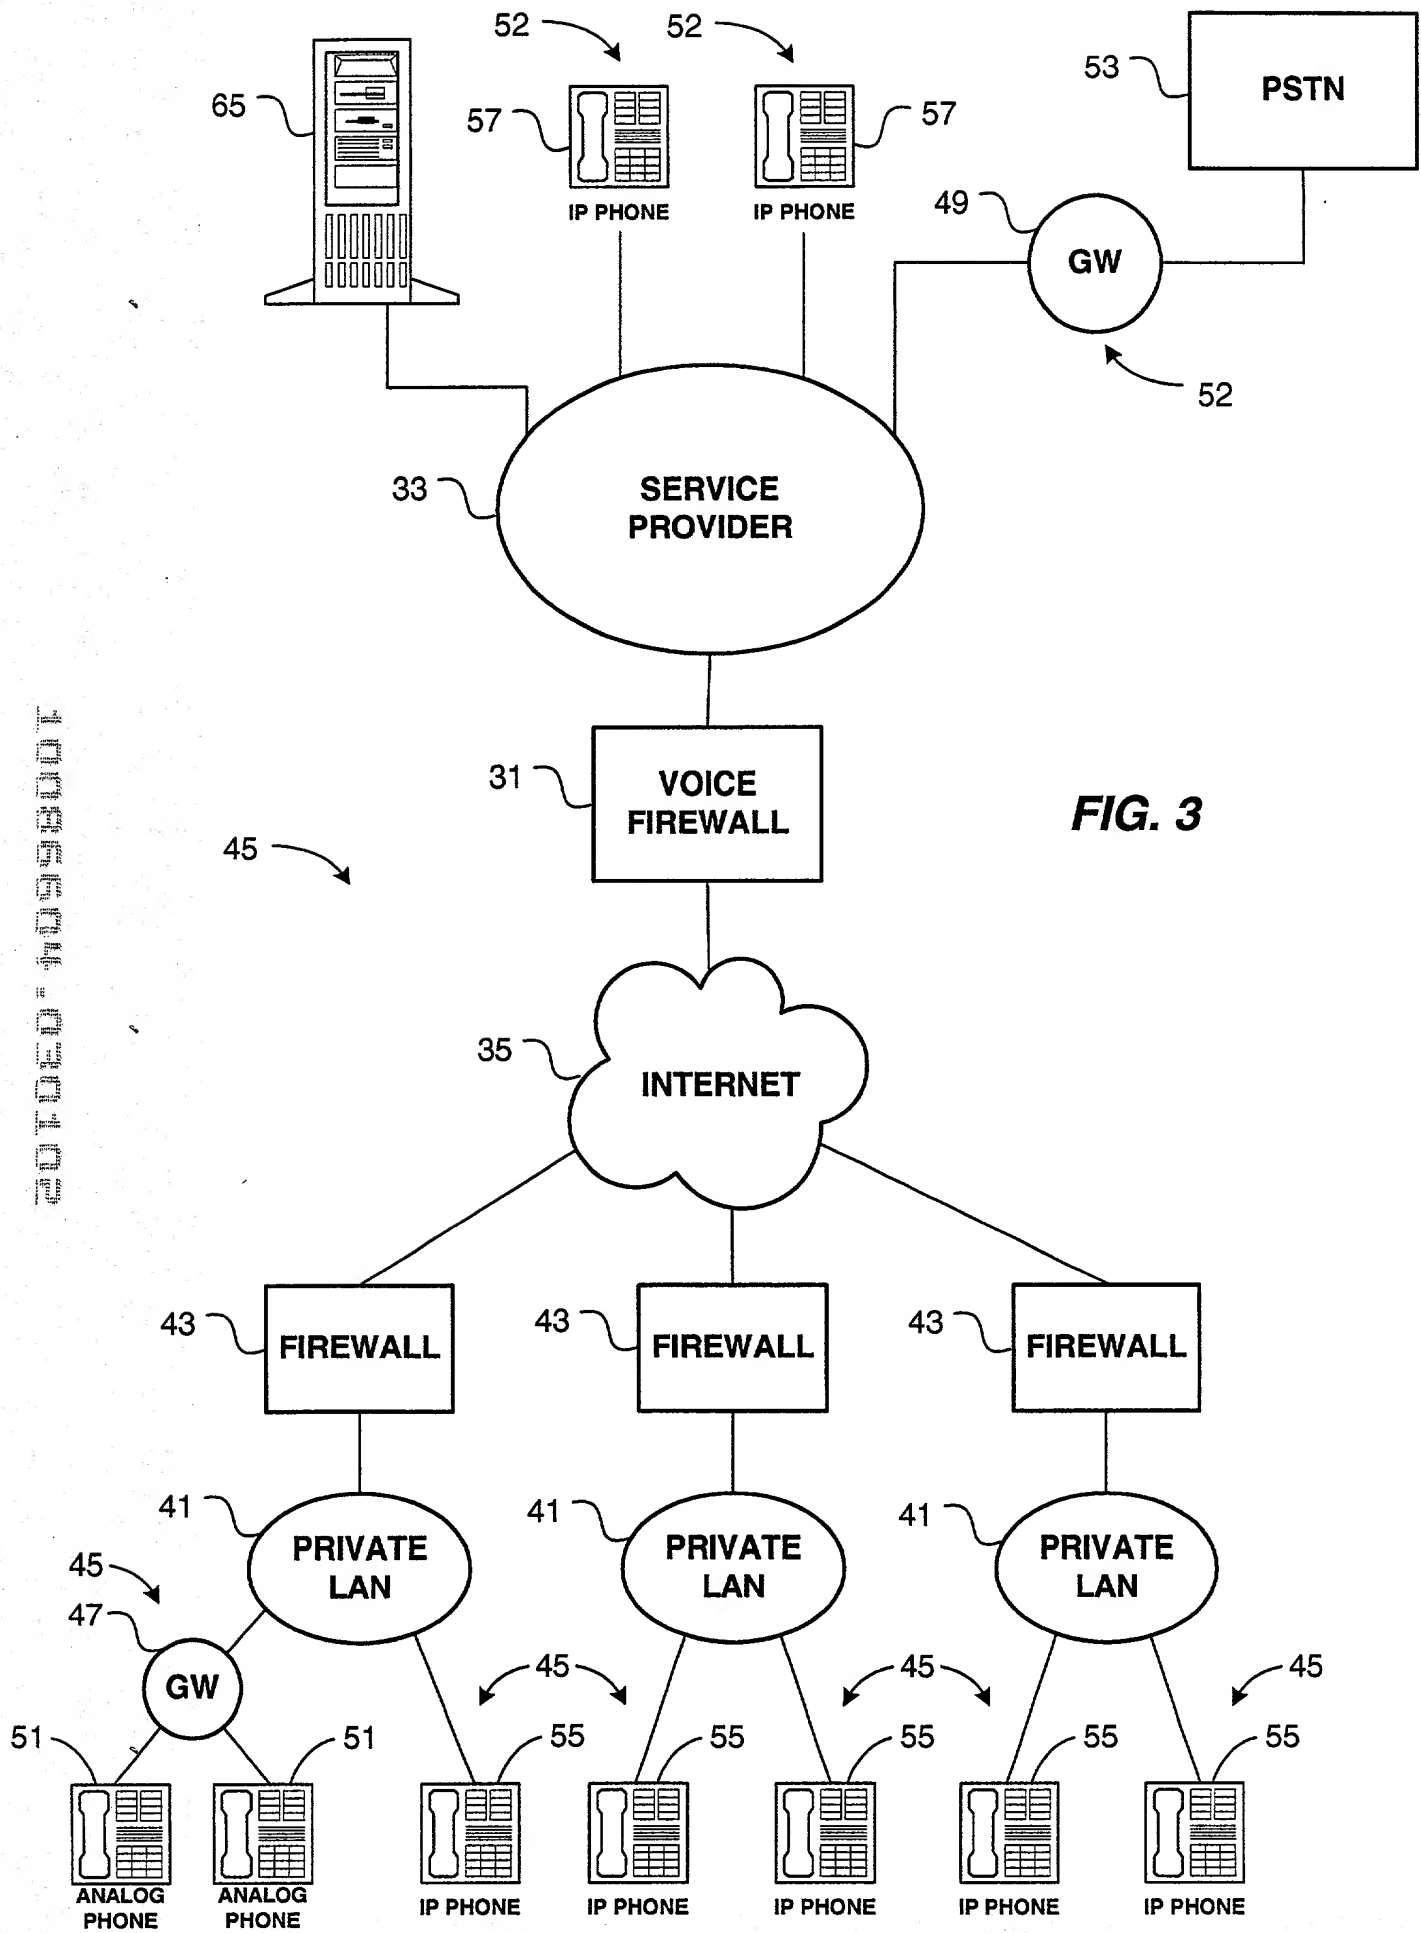 52
52
53
PSTN
65
57
57
IP PHONE
IP PHONE
49
GW
52
33
SERVICE
PROVIDER
31
VOICE
FIREWALL
FIG. 3
45
35
INTERNET
43
FIREWALL
43
FIREWALL
43
FIREWALL
41
PRIVATE
LAN
41
PRIVATE
LAN
41
PRIVATE
LAN
45
47
GW
45
45
45
51
51
55
55
55
55
55
ANALOG
PHONE
ANALOG
PHONE
IP PHONE
IP PHONE
IP PHONE
IP PHONE
IP PHONE
10086604.030102